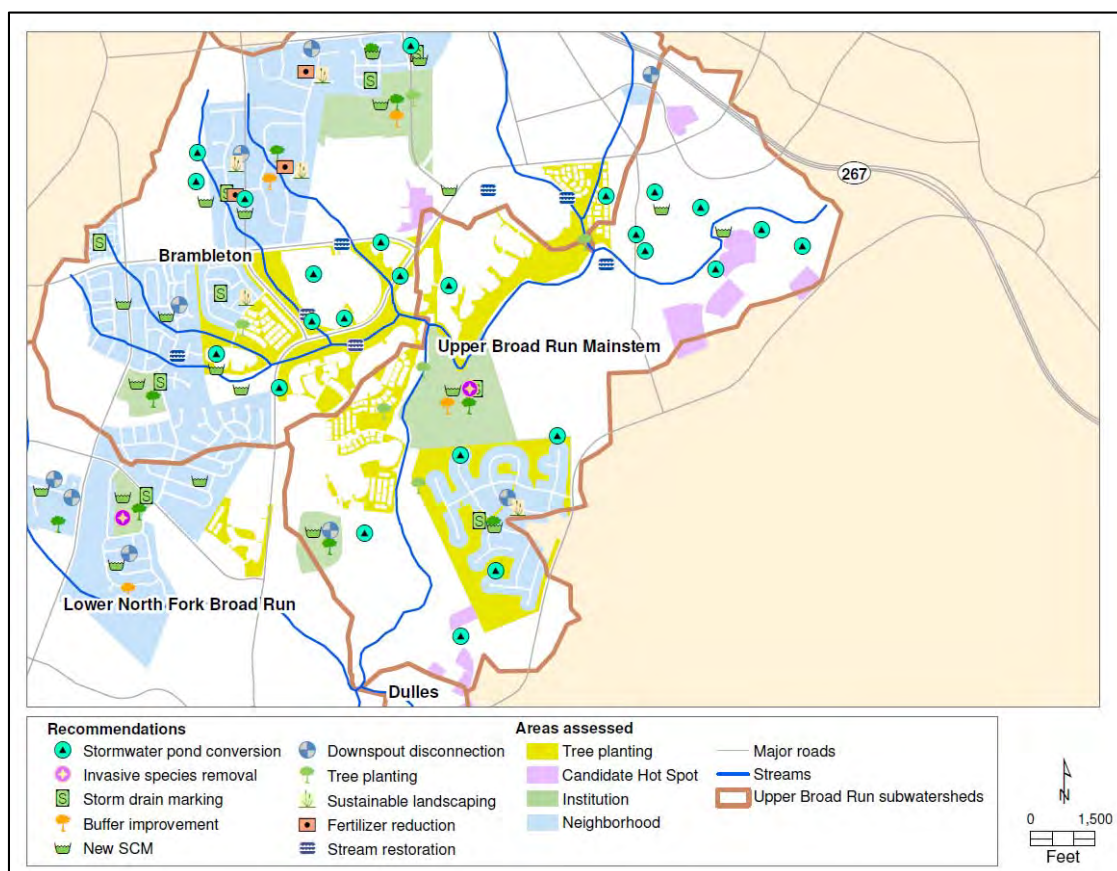 267
Brambleton
Upper Broad Run Mainstem
Lower North Fork Broad Run
Dulles
Recommendations
Stormwater pond conversion
Invasive species removal
S Storm drain marking
Buffer improvement
New SCM
Downspout disconnection
Tree planting
Sustainable landscaping
Fertilizer reduction
Stream restoration
Areas assessed
Tree planting
Candidate Hot Spot
Institution
Neighborhood
Major roads
Streams
Upper Broad Run subwatersheds
N
0 1,500
Feet